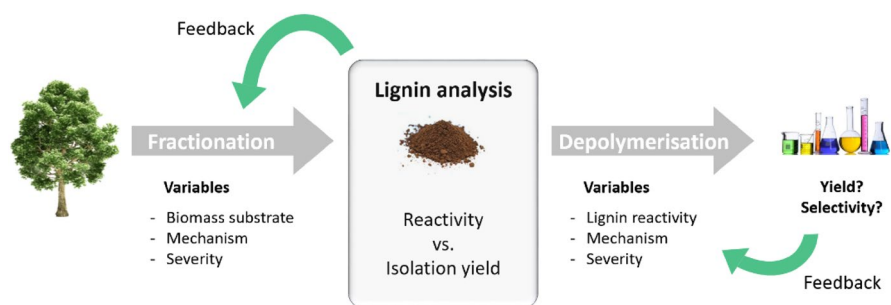 Feedback
Fractionation
Variables
- Biomass substrate
- Mechanism
- Severity
Lignin analysis
Reactivity
vs.
Isolation yield
Depolymerisation
Variables
- Lignin reactivity
- Mechanism
- Severity
Yield?
Selectivity?
Feedback